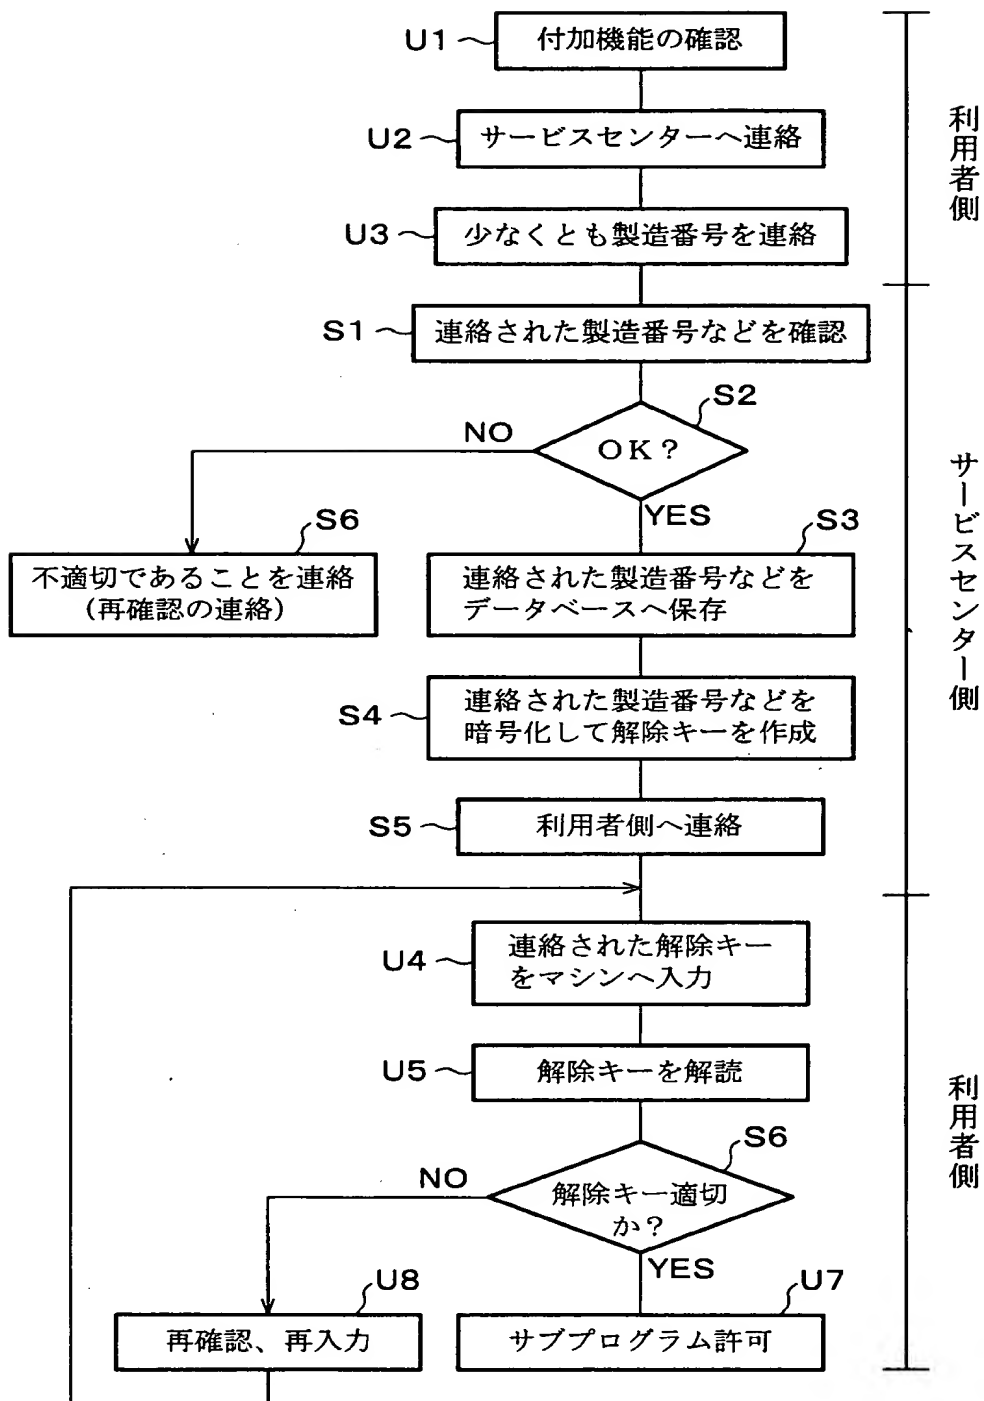 U1
付加機能の確認
U2
サービスセンターへ連絡
U3
少なくとも製造番号を連絡
利用者側
S1
連絡された製造番号などを確認
S2
OK?
NO
YES
S6
不適切であることを連絡
(再確認の連絡)
S3
連絡された製造番号などを
データベースへ保存
S4
連絡された製造番号などを
暗号化して解除キーを作成
S5
利用者側へ連絡
サービスセンター側
U4
連絡された解除キー
をマシンへ入力
U5
解除キーを解読
S6
解除キー適切
か?
NO
YES
U8
再確認、再入力
U7
サブプログラム許可
利用者側